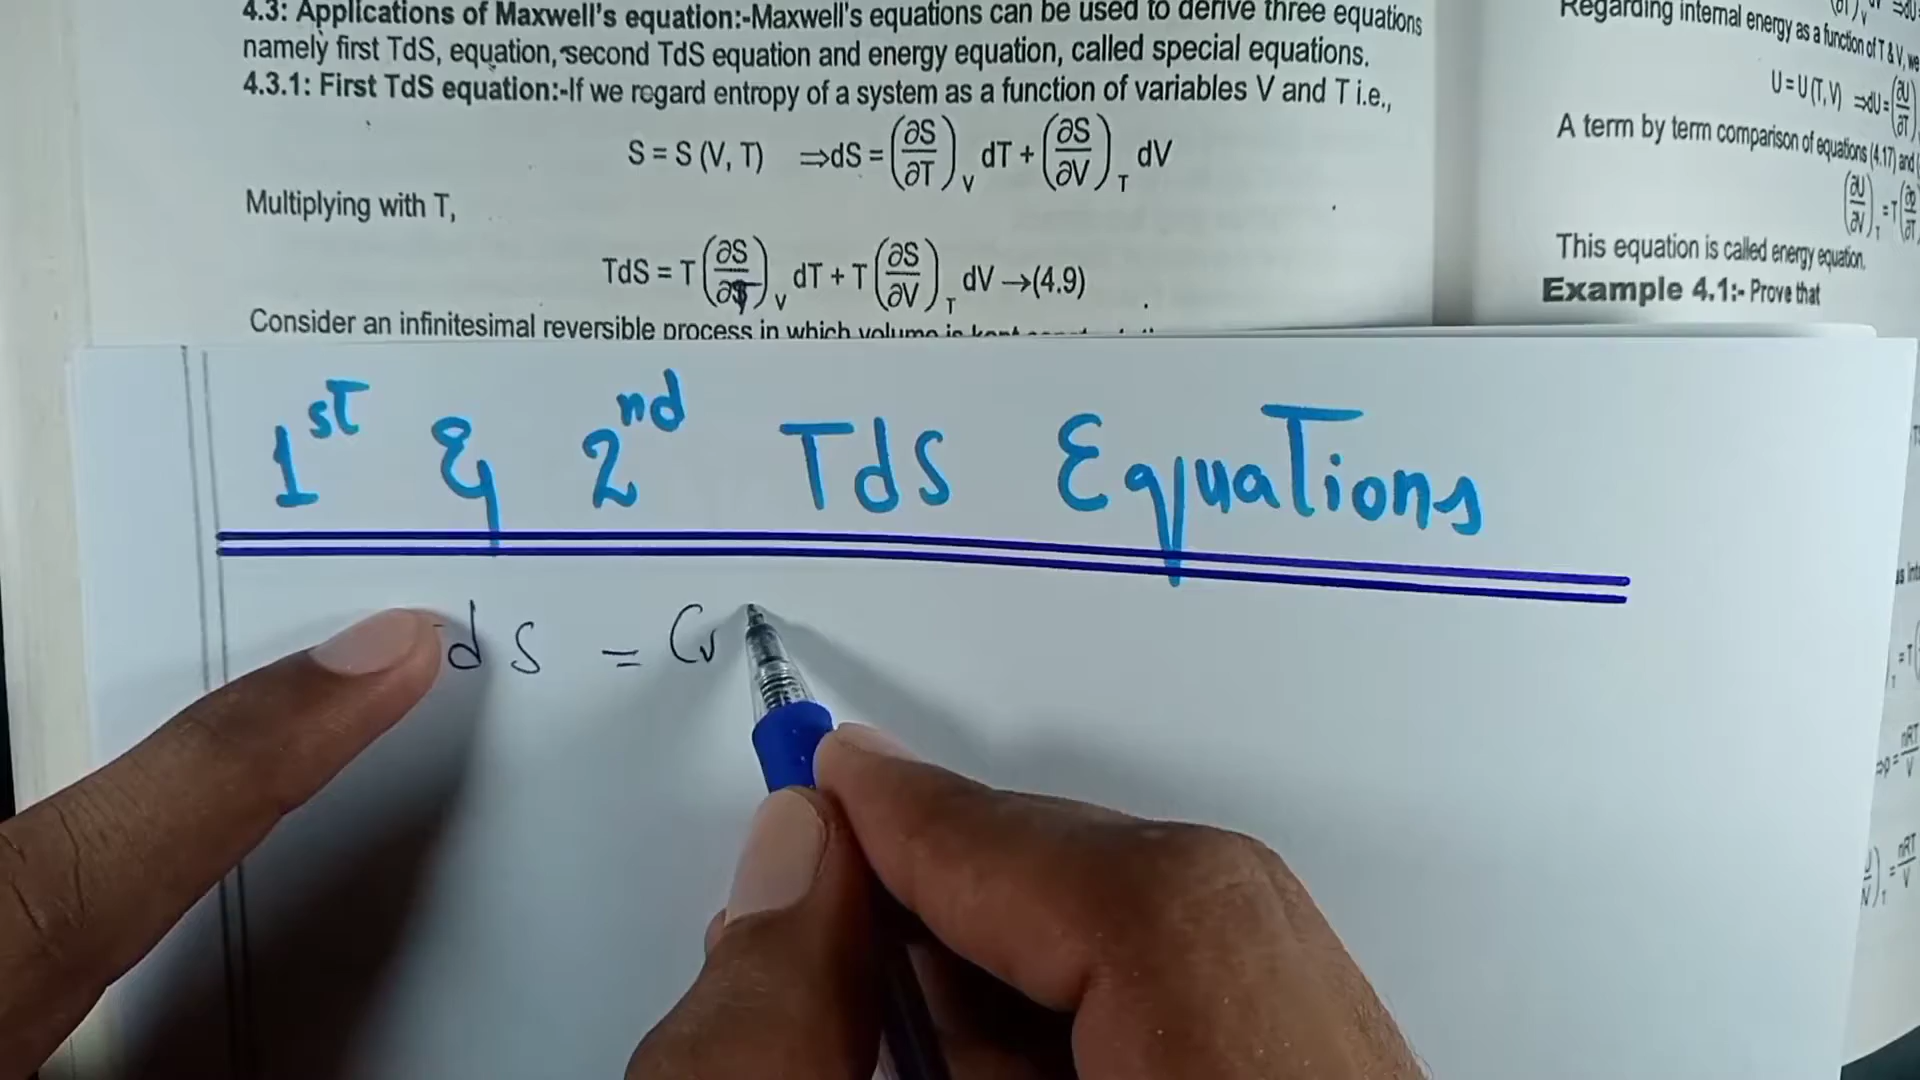 4.3: Applications of Maxwell's equation:-Maxwell's equations can be used to derive three equations
namely first TdS, equation, second TdS equation and energy equation, called special equations.
4.3.1: First TdS equation:-If we regard entropy of a system as a function of variables V and T i.e.,
S = S (V, T) ⇒dS = (∂S/∂T)V dT + (∂S/∂V)T dV
Multiplying with T,
TdS = T (∂S/∂T)V dT + T (∂S/∂V)T dV →(4.9)
Consider an infinitesimal reversible process in which volume is kept
1st & 2nd TdS Equations
dS = Cv
Regarding internal energy as a function of T & V, we
U = U (T, V) ⇒dU = (∂U/∂T)
A term by term comparison of equations (4.17) and
(∂U/∂V)T = T (∂p/∂T
This equation is called energy equation.
Example 4.1:- Prove that
= T
⇒p = nRT/V
= nRT/V